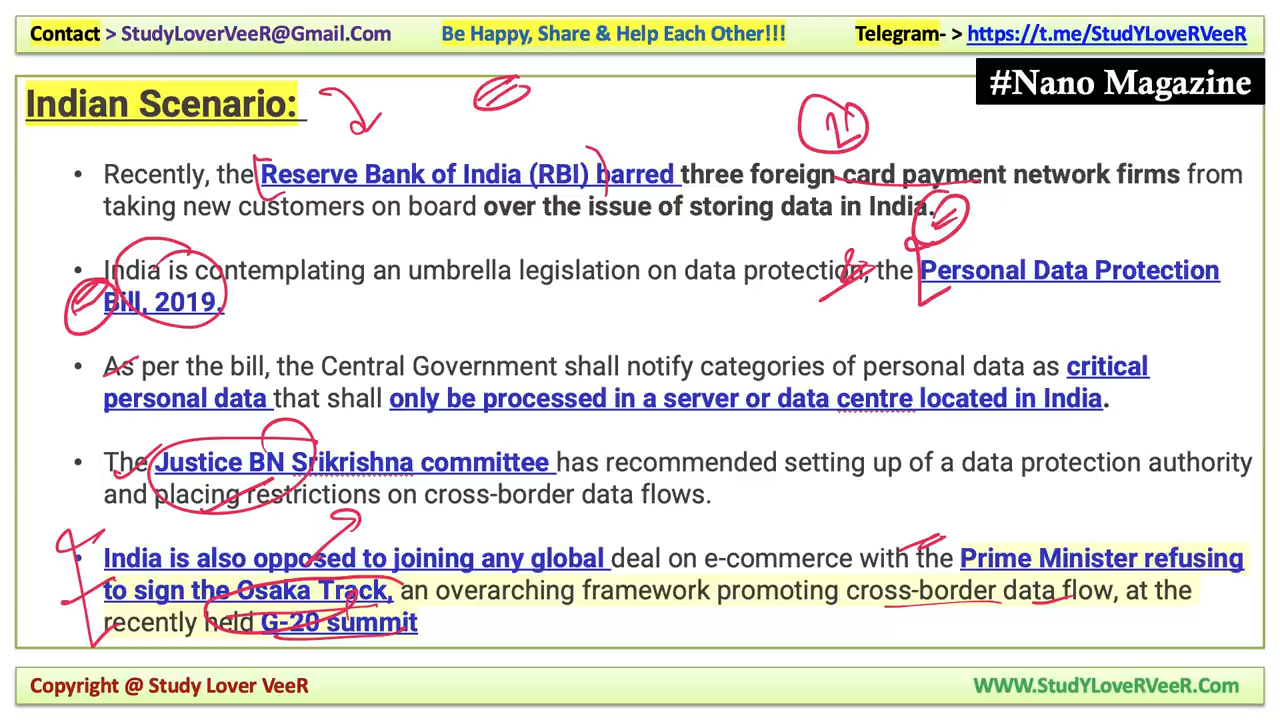 Contact > StudyLoverVeeR@Gmail.Com Be Happy, Share & Help Each Other!!! Telegram- > https://t.me/StudYLoveRVeeR
#Nano Magazine
Indian Scenario:
• Recently, the Reserve Bank of India (RBI) barred three foreign card payment network firms from
taking new customers on board over the issue of storing data in India.
• India is contemplating an umbrella legislation on data protection, the Personal Data Protection
Bill, 2019.
• As per the bill, the Central Government shall notify categories of personal data as critical
personal data that shall only be processed in a server or data centre located in India.
• The Justice BN Srikrishna committee has recommended setting up of a data protection authority
and placing restrictions on cross-border data flows.
• India is also opposed to joining any global deal on e-commerce with the Prime Minister refusing
to sign the Osaka Track, an overarching framework promoting cross-border data flow, at the
recently held G-20 summit
Copyright @ Study Lover VeeR WWW.StudYLoveRVeeR.Com